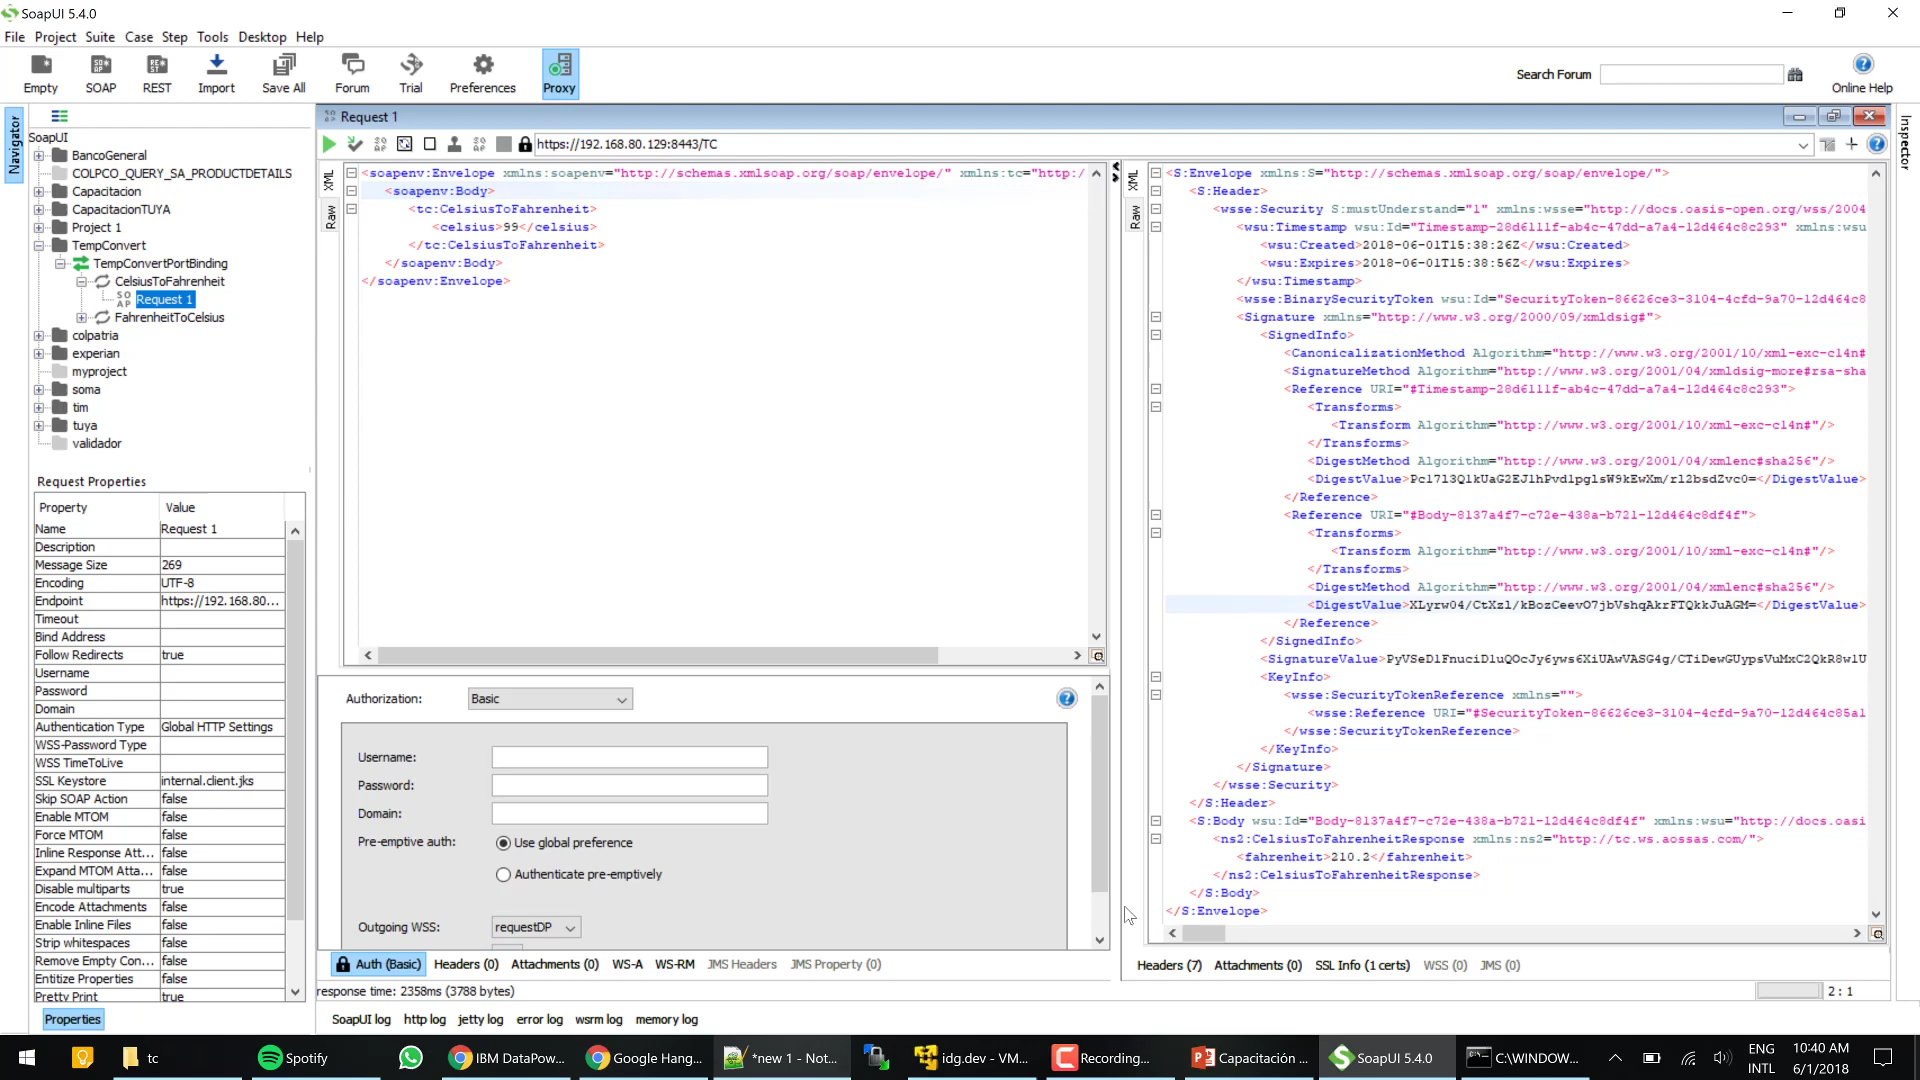 SoapUI 5.4.0
File Project Suite Case Step Tools Desktop Help
Empty SOAP REST Import Save All Forum Trial Preferences Proxy
Search Forum
Online Help
Navigator
SoapUI
BancoGeneral
COLPCO_QUERY_SA_PRODUCTDETAILS
Capacitacion
CapacitacionTUYA
Project 1
TempConvert
TempConvertPortBinding
CelsiusToFahrenheit
Request 1
FahrenheitToCelsius
colpatria
experian
myproject
soma
tim
tuya
validador
Request Properties
Property Value
Name Request 1
Description
Message Size 269
Encoding UTF-8
Endpoint https://192.168.80...
Timeout
Bind Address
Follow Redirects true
Username
Password
Domain
Authentication Type Global HTTP Settings
WSS-Password Type
WSS TimeToLive
SSL Keystore internal.client.jks
Skip SOAP Action false
Enable MTOM false
Force MTOM false
Inline Response Att... false
Expand MTOM Atta... false
Disable multiparts true
Encode Attachments false
Enable Inline Files false
Strip whitespaces false
Remove Empty Con... false
Entitize Properties false
Pretty Print true
Properties
Request 1
https://192.168.80.129:8443/TC
XML
Raw
<soapenv:Envelope xmlns:soapenv="http://schemas.xmlsoap.org/soap/envelope/" xmlns:tc="http:/
<soapenv:Body>
<tc:CelsiusToFahrenheit>
<celsius>99</celsius>
</tc:CelsiusToFahrenheit>
</soapenv:Body>
</soapenv:Envelope>
Authorization: Basic
Username:
Password:
Domain:
Pre-emptive auth: Use global preference
Authenticate pre-emptively
Outgoing WSS: requestDP
Auth (Basic) Headers (0) Attachments (0) WS-A WS-RM JMS Headers JMS Property (0)
response time: 2358ms (3788 bytes)
SoapUI log http log jetty log error log wsrm log memory log
XML
Raw
<S:Envelope xmlns:S="http://schemas.xmlsoap.org/soap/envelope/">
<S:Header>
<wsse:Security S:mustUnderstand="1" xmlns:wsse="http://docs.oasis-open.org/wss/2004
<wsu:Timestamp wsu:Id="Timestamp-28d6111f-ab4c-47dd-a7a4-12d464c8c293" xmlns:wsu
<wsu:Created>2018-06-01T15:38:26Z</wsu:Created>
<wsu:Expires>2018-06-01T15:38:56Z</wsu:Expires>
</wsu:Timestamp>
<wsse:BinarySecurityToken wsu:Id="SecurityToken-86626ce3-3104-4cfd-9a70-12d464c8
<Signature xmlns="http://www.w3.org/2000/09/xmldsig#">
<SignedInfo>
<CanonicalizationMethod Algorithm="http://www.w3.org/2001/10/xml-exc-c14n#
<SignatureMethod Algorithm="http://www.w3.org/2001/04/xmldsig-more#rsa-sha
<Reference URI="#Timestamp-28d6111f-ab4c-47dd-a7a4-12d464c8c293">
<Transforms>
<Transform Algorithm="http://www.w3.org/2001/10/xml-exc-c14n#"/>
</Transforms>
<DigestMethod Algorithm="http://www.w3.org/2001/04/xmlenc#sha256"/>
<DigestValue></DigestValue>
</Reference>
<Reference URI="#Body-8137a4f7-c72e-438a-b721-12d464c8df4f">
<Transforms>
<Transform Algorithm="http://www.w3.org/2001/10/xml-exc-c14n#"/>
</Transforms>
<DigestMethod Algorithm="http://www.w3.org/2001/04/xmlenc#sha256"/>
<DigestValue></DigestValue>
</Reference>
</SignedInfo>
<SignatureValue>
<KeyInfo>
<wsse:SecurityTokenReference xmlns="">
<wsse:Reference URI="#SecurityToken-86626ce3-3104-4cfd-9a70-12d464c85a1
</wsse:SecurityTokenReference>
</KeyInfo>
</Signature>
</wsse:Security>
</S:Header>
<S:Body wsu:Id="Body-8137a4f7-c72e-438a-b721-12d464c8df4f" xmlns:wsu="http://docs.oasi
<ns2:CelsiusToFahrenheitResponse xmlns:ns2="http://tc.ws.aossas.com/">
<fahrenheit>210.2</fahrenheit>
</ns2:CelsiusToFahrenheitResponse>
</S:Body>
</S:Envelope>
Headers (7) Attachments (0) SSL Info (1 certs) WSS (0) JMS (0)
2 : 1
Inspector
tc Spotify IBM DataPow... Google Hang... *new 1 - Not... idg.dev - VM... Recording... Capacitación ... SoapUI 5.4.0 C:\WINDOW...
ENG
INTL
10:40 AM
6/1/2018